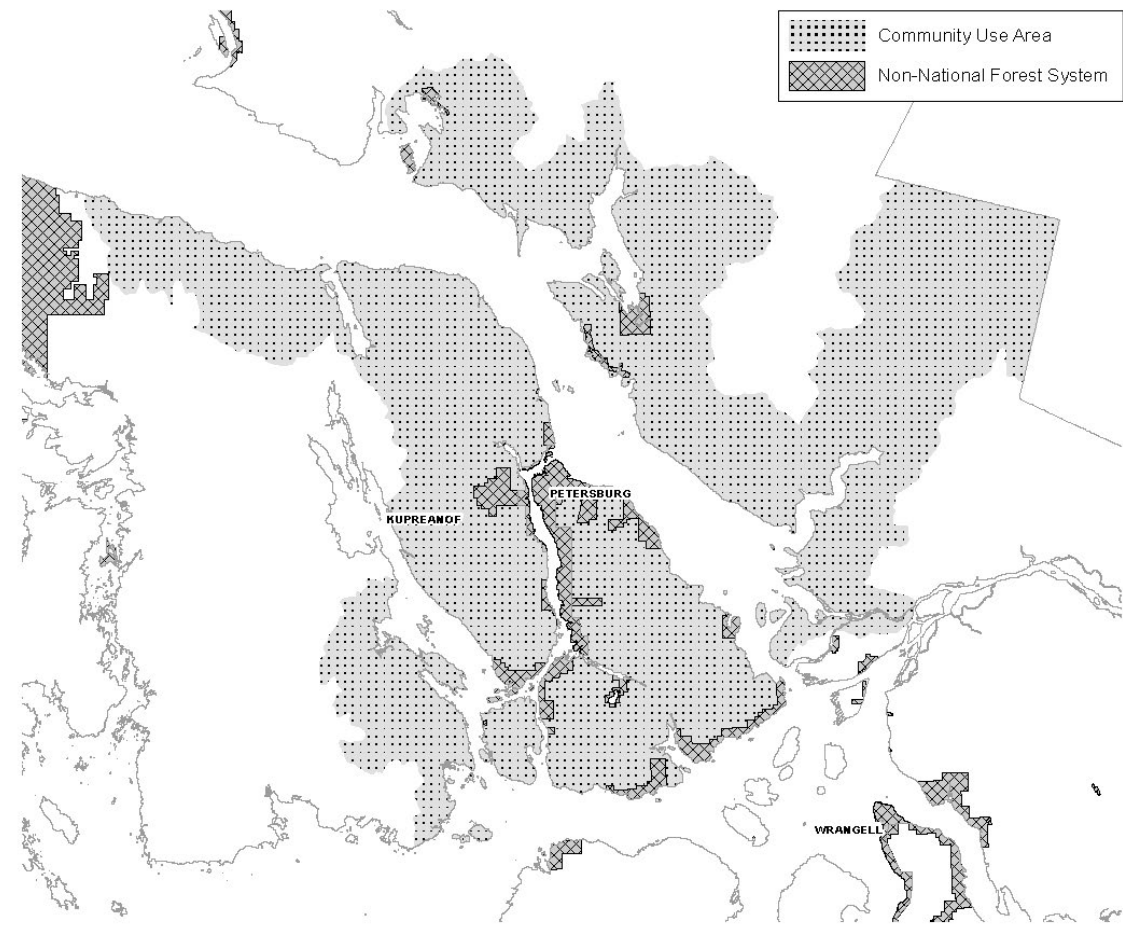 Community Use Area
Non-National Forest System
PETERSBURG
KUPREANOF
WRANGELL